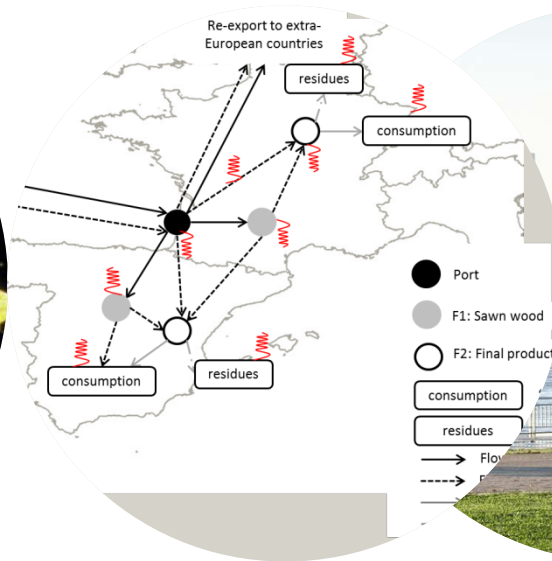 Re-export to extra-
European countries
residues
consumption
Port
F1: Sawn wood
F2: Final product
consumption
residues
consumption
residues